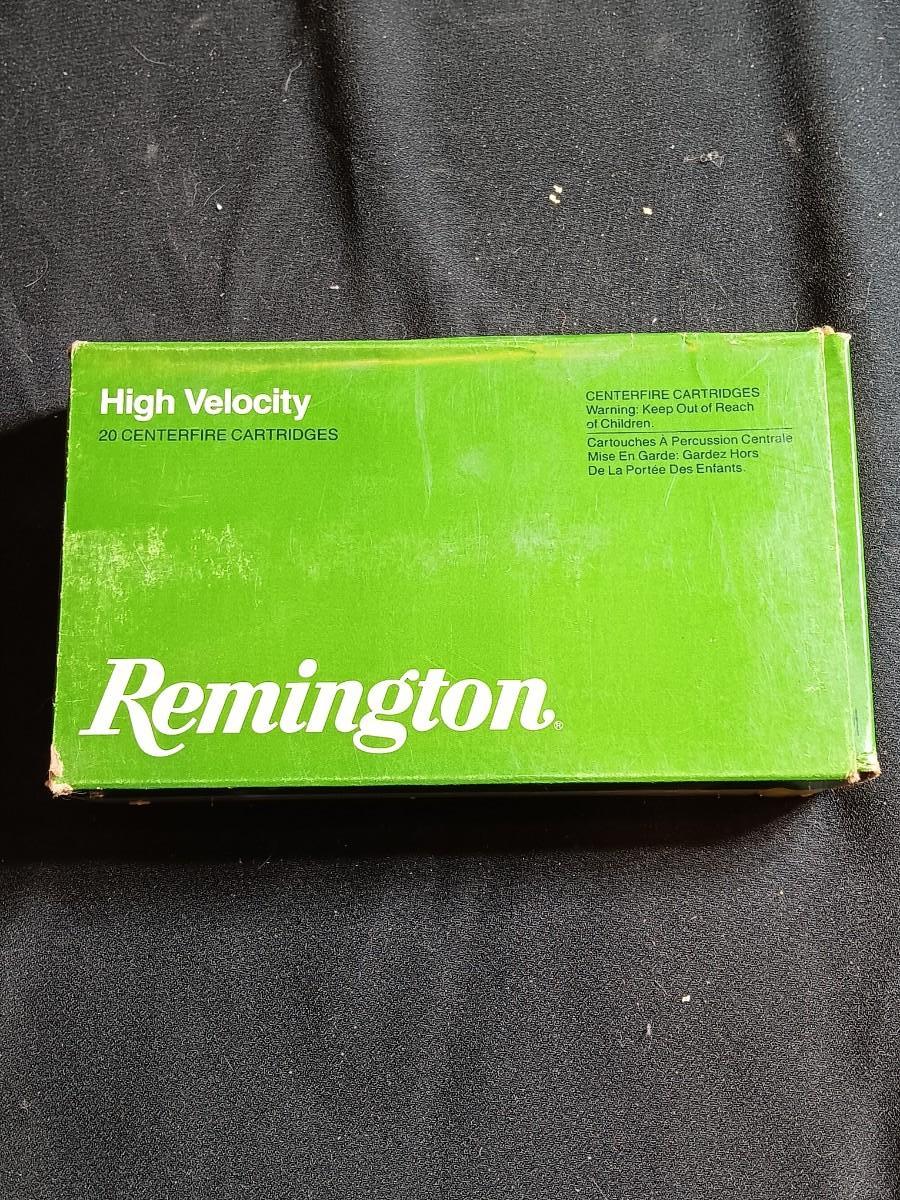 High Velocity
20 CENTERFIRE CARTRIDGES
CENTERFIRE CARTRIDGES
Warning: Keep Out of Reach
of Children.
Cartouches À Percussion Centrale
Mise En Garde: Gardez Hors
De La Portée Des Enfants.
Remington®